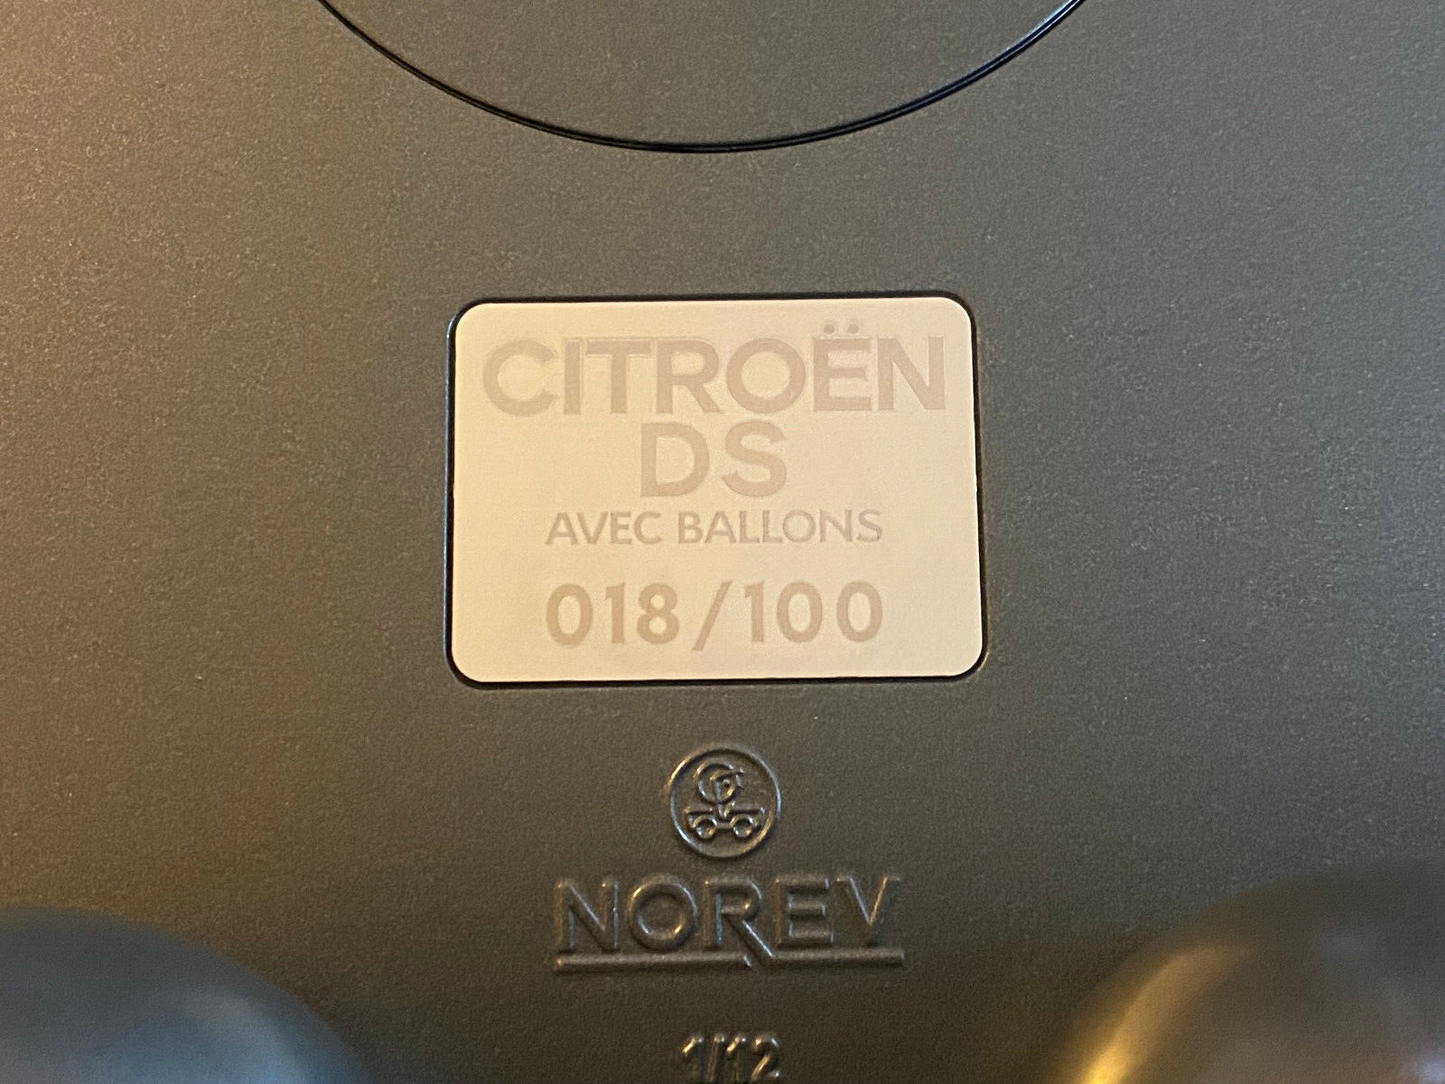 CITROËN
DS
AVEC BALLONS
018/100
NOREV
1/12